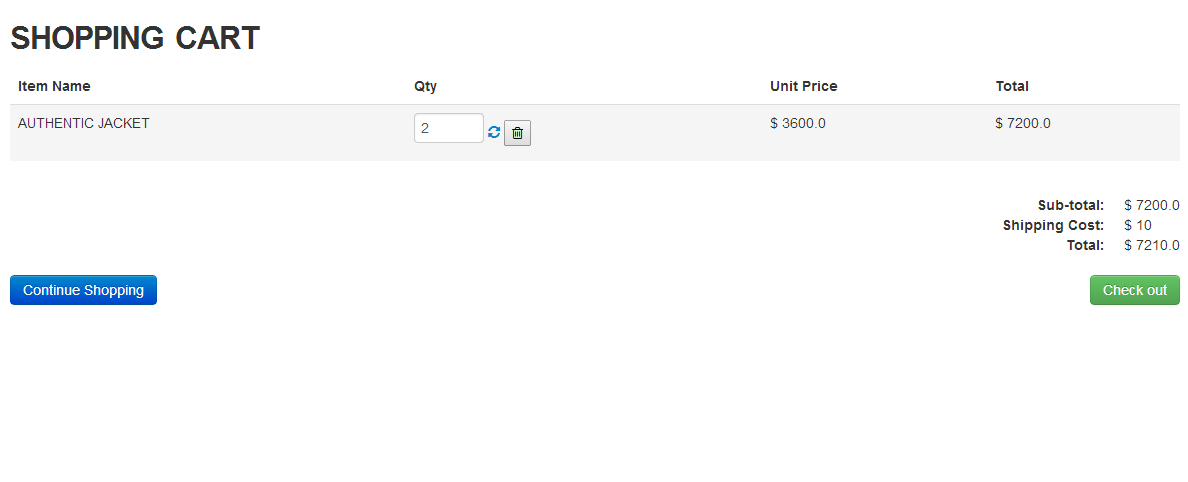 SHOPPING CART
Item Name Qty Unit Price Total
AUTHENTIC JACKET 2 $ 3600.0 $ 7200.0
Sub-total: $ 7200.0
Shipping Cost: $ 10
Total: $ 7210.0
Continue Shopping Check out